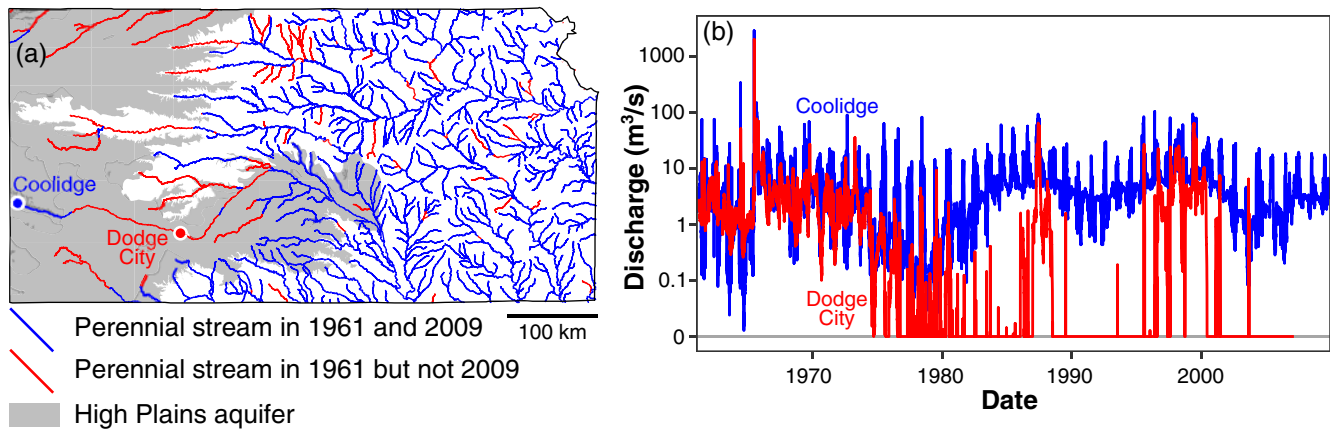 (a)
Coolidge
Dodge
City
100 km
Perennial stream in 1961 and 2009
Perennial stream in 1961 but not 2009
High Plains aquifer
(b)
Discharge (m³/s)
1000
100
10
1
0.1
0
Coolidge
Dodge
City
1970
1980
1990
2000
Date